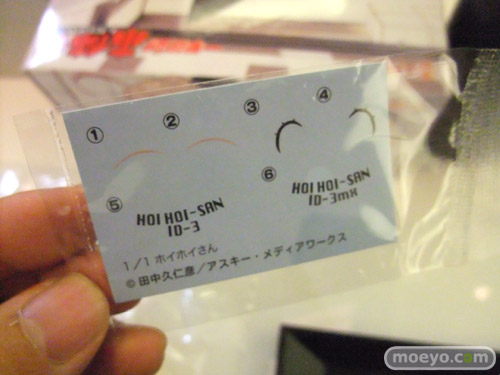 ① ② ③ ④
⑤ ⑥
HOI HOI-SAN
ID-3
HOI HOI-SAN
ID-3mX
1/1 ホイホイさん
©田中久仁彦/アスキー・メディアワークス
moeyo.com